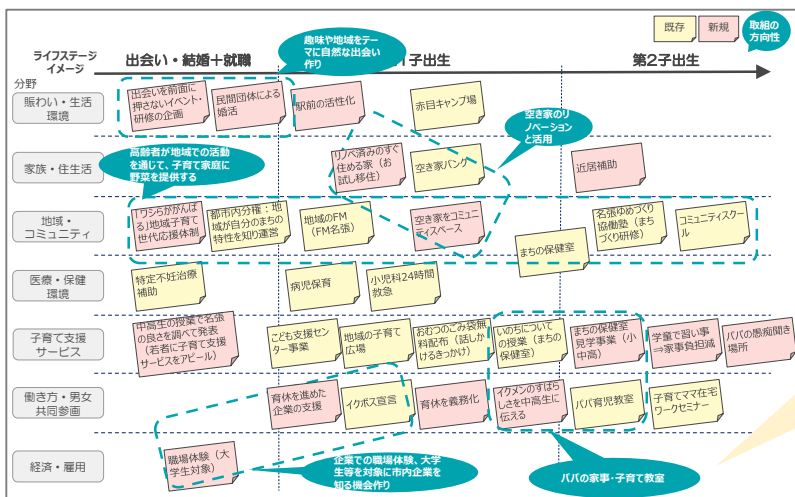 既存
新規
取組の
方向性
ライフステージ
イメージ
出会い・結婚+就職
1子出生
第2子出生
趣味や地域をテー
マに自然な出会い
作り
分野
賑わい・生活
環境
出会いを前面に
押さないイベント・
研修の企画
民間団体による
婚活
駅前の活性化
赤目キャンプ場
空き家のリ
ノベーション
と活用
高齢者が地域での活動
を通じて、子育て家庭に
野菜を提供する
家族・住生活
リノベ済みのすぐ
住める家(お
試し移住)
空き家バンク
近居補助
地域・
コミュニティ
「ワシらががんば
る」地域子育て
世代応援体制
都市内分権:地
域が自分のまちの
特性を知り運営
地域のFM
(FM名張)
空き家をコミュニ
ティスペース
まちの保健室
名張ゆめづくり
協働塾(まち
づくり研修)
コミュニティスクー
ル
医療・保健
環境
特定不妊治療
補助
病児保育
小児科24時間
救急
子育て支援
サービス
中高生の授業で名張
の良さを調べて発表
(若者に子育て支援
サービスをアピール)
こども支援セン
ター事業
地域の子育て
広場
おむつのごみ袋無
料配布(話しか
けるきっかけ)
いのちについて
の授業(まちの
保健室)
まちの保健室
見学事業(小
中高)
学童で習い事
⇒家事負担減
パパの愚痴聞き
場所
働き方・男女
共同参画
育休を進めた
企業の支援
イクボス宣言
育休を義務化
イクメンのすばら
しさを中高生に
伝える
パパ育児教室
子育てママ在宅
ワークセミナー
経済・雇用
職場体験(大
学生対象)
企業での職場体験、大学
生等を対象に市内企業を
知る機会作り
パパの家事・子育て教室